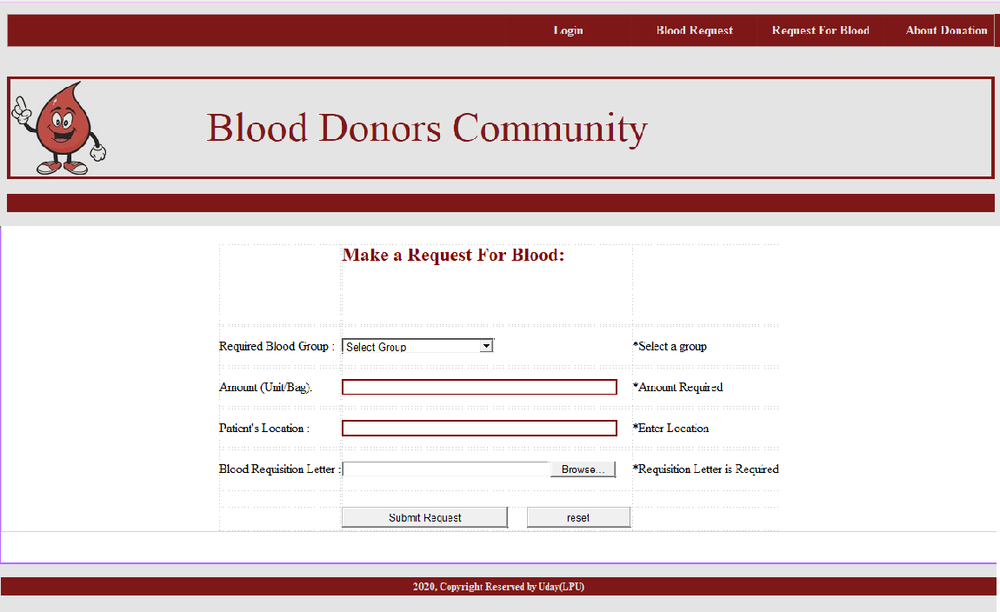 Login Blood Request Request For Blood About Donation
Blood Donors Community
Make a Request For Blood:
Required Blood Group : Select Group *Select a group
Amount (Unit/Bag). *Amount Required
Patient's Location : *Enter Location
Blood Requisition Letter : Browse... *Requisition Letter is Required
Submit Request reset
2020, Copyright Reserved by Uday(LPU)